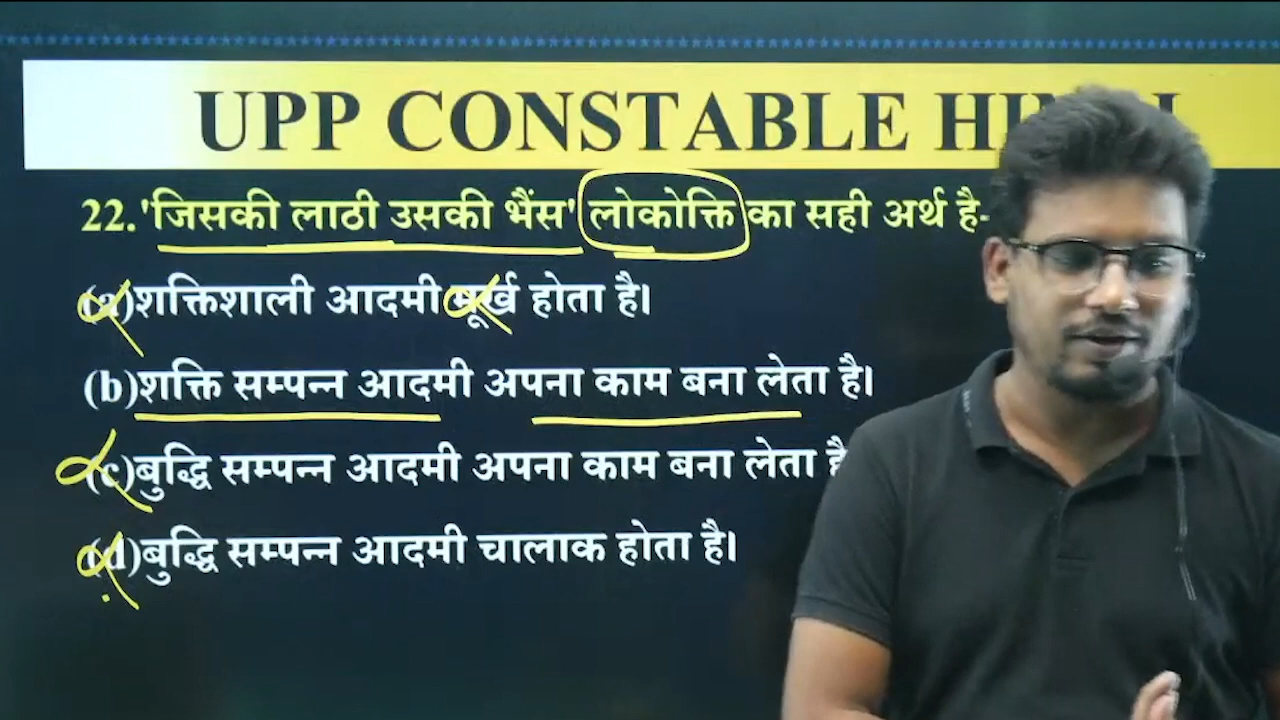 UPP CONSTABLE
22.'जिसकी लाठी उसकी भैंस' लोकोक्ति का सही अर्थ है-
(a)शक्तिशाली आदमी मूर्ख होता है।
(b)शक्ति सम्पन्न आदमी अपना काम बना लेता है।
(c)बुद्धि सम्पन्न आदमी अपना काम बना लेता
(d)बुद्धि सम्पन्न आदमी चालाक होता है।